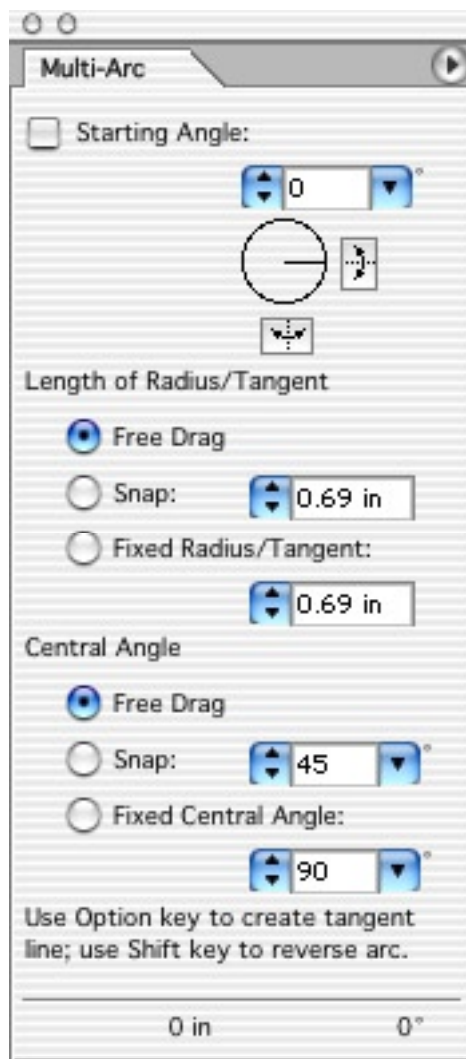 Multi-Arc
Starting Angle:
0 °
Length of Radius/Tangent
Free Drag
Snap: 0.69 in
Fixed Radius/Tangent:
0.69 in
Central Angle
Free Drag
Snap: 45 °
Fixed Central Angle:
90 °
Use Option key to create tangent
line; use Shift key to reverse arc.
0 in 0°